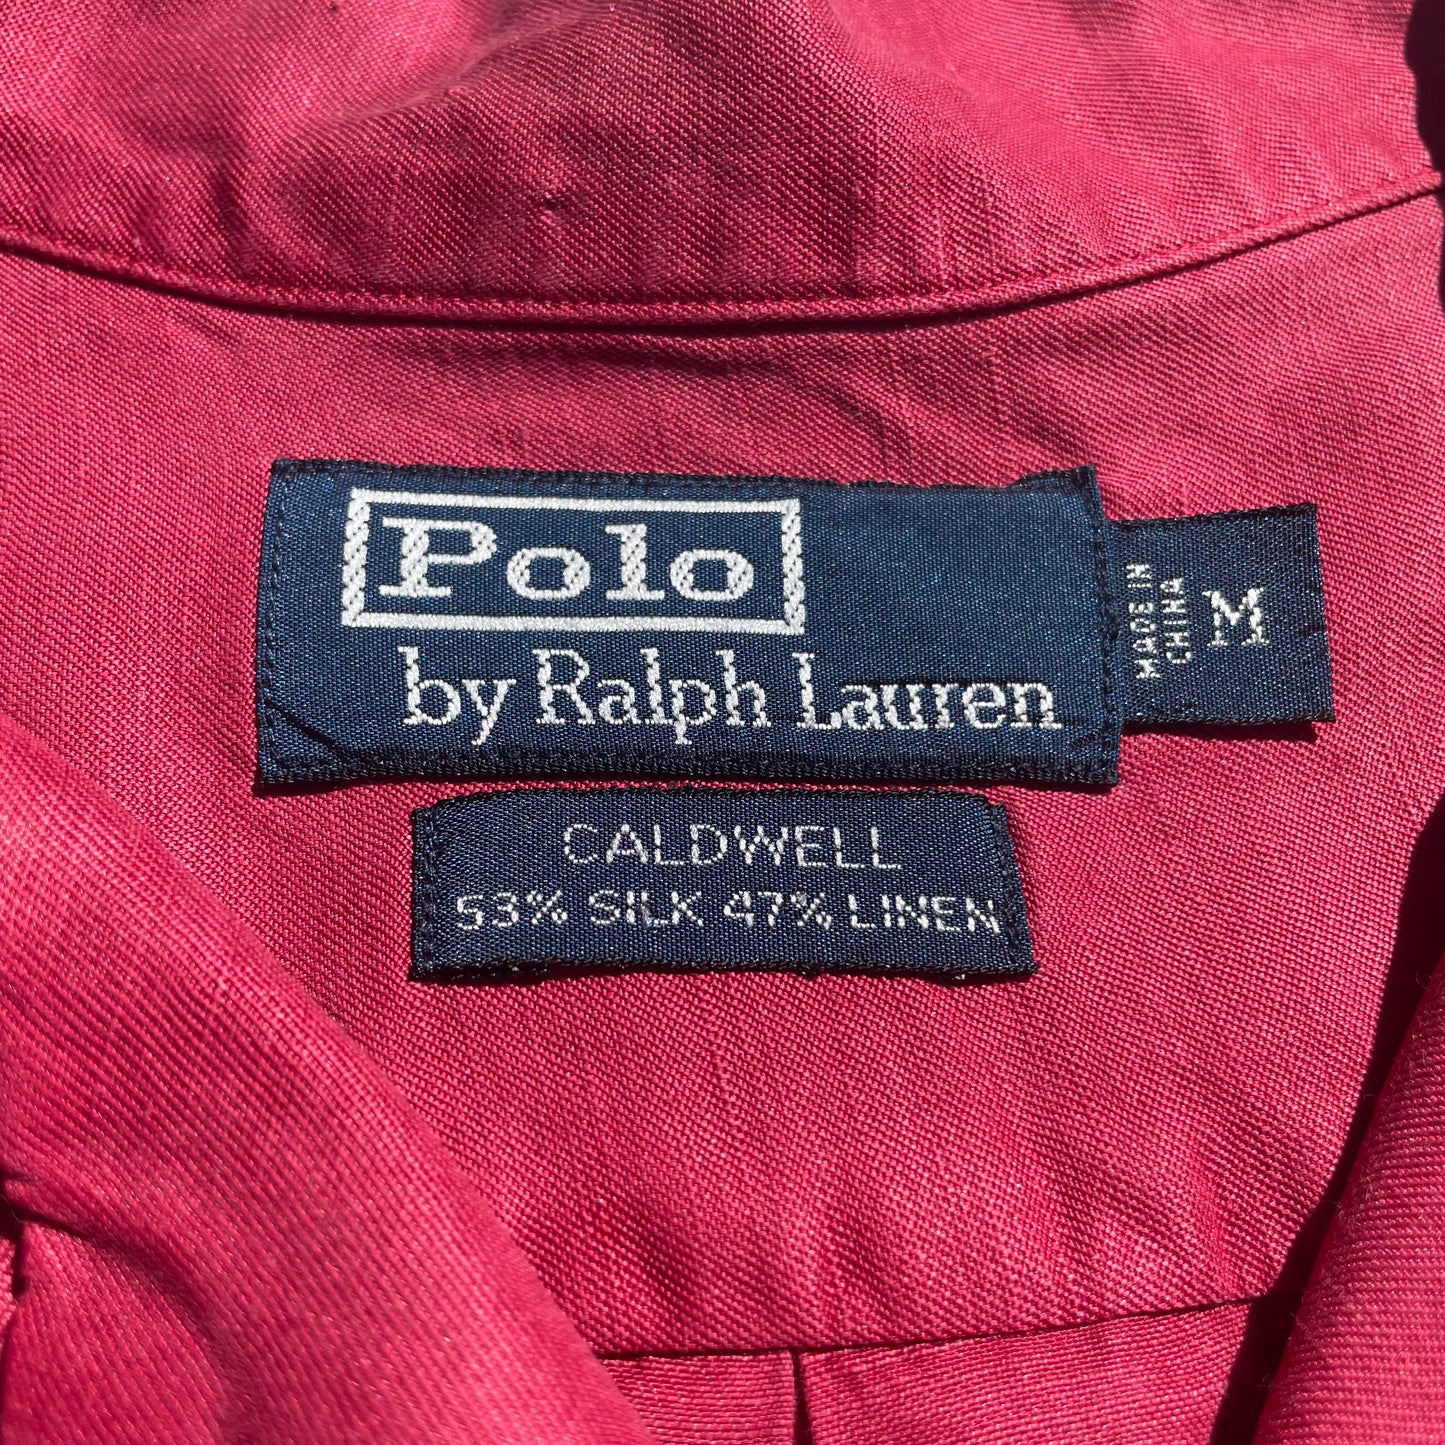 Polo
by Ralph Lauren
MADE IN
CHINA
M
CALDWELL
53% SILK 47% LINEN